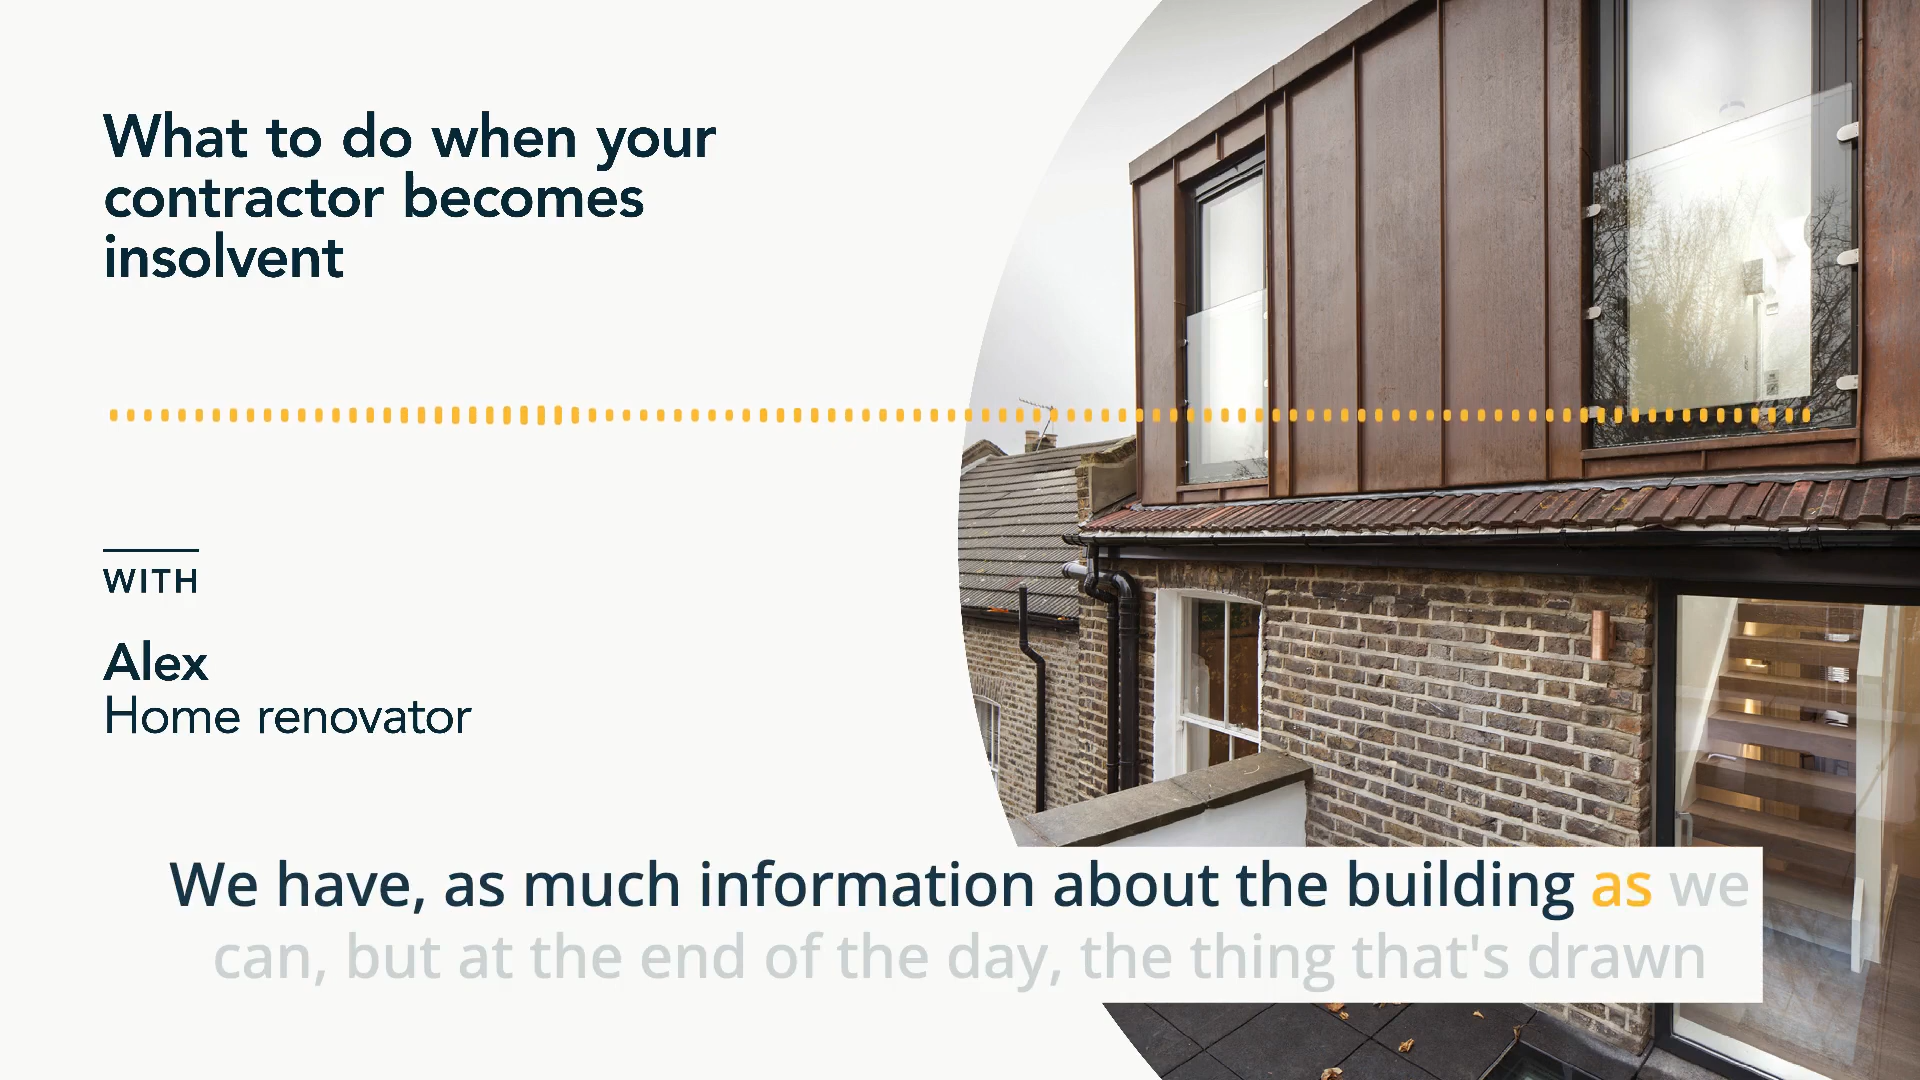 What to do when your
contractor becomes
insolvent
WITH
Alex
Home renovator
We have, as much information about the building as we
can, but at the end of the day, the thing that's drawn